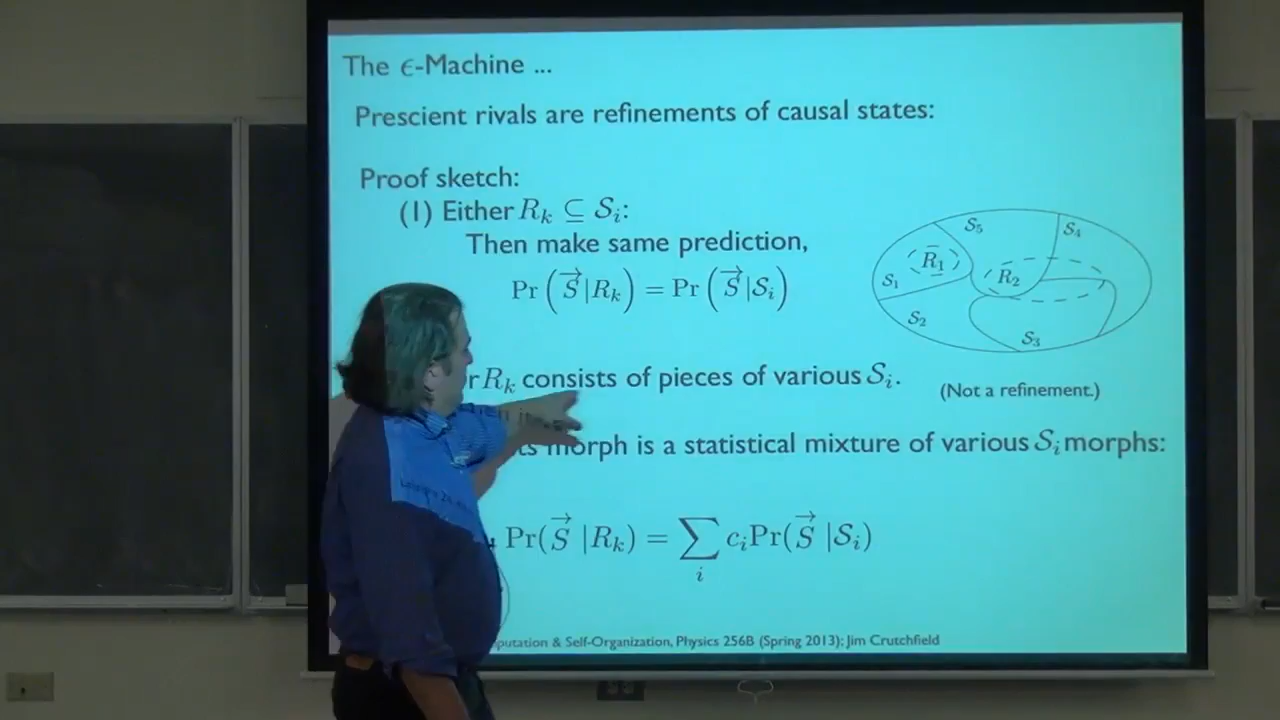 The ϵ-Machine ...
Prescient rivals are refinements of causal states:
Proof sketch:
(1) Either R_k ⊆ S_i:
Then make same prediction,
Pr(S⃗|R_k) = Pr(S⃗|S_i)
R_k consists of pieces of various S_i.
morph is a statistical mixture of various S_i morphs:
Pr(S⃗ |R_k) = ∑_i c_i Pr(S⃗ |S_i)
S_5
S_4
R_1
S_1
R_2
S_2
S_3
(Not a refinement.)
& Self-Organization, Physics 256B (Spring 2013); Jim Crutchfield